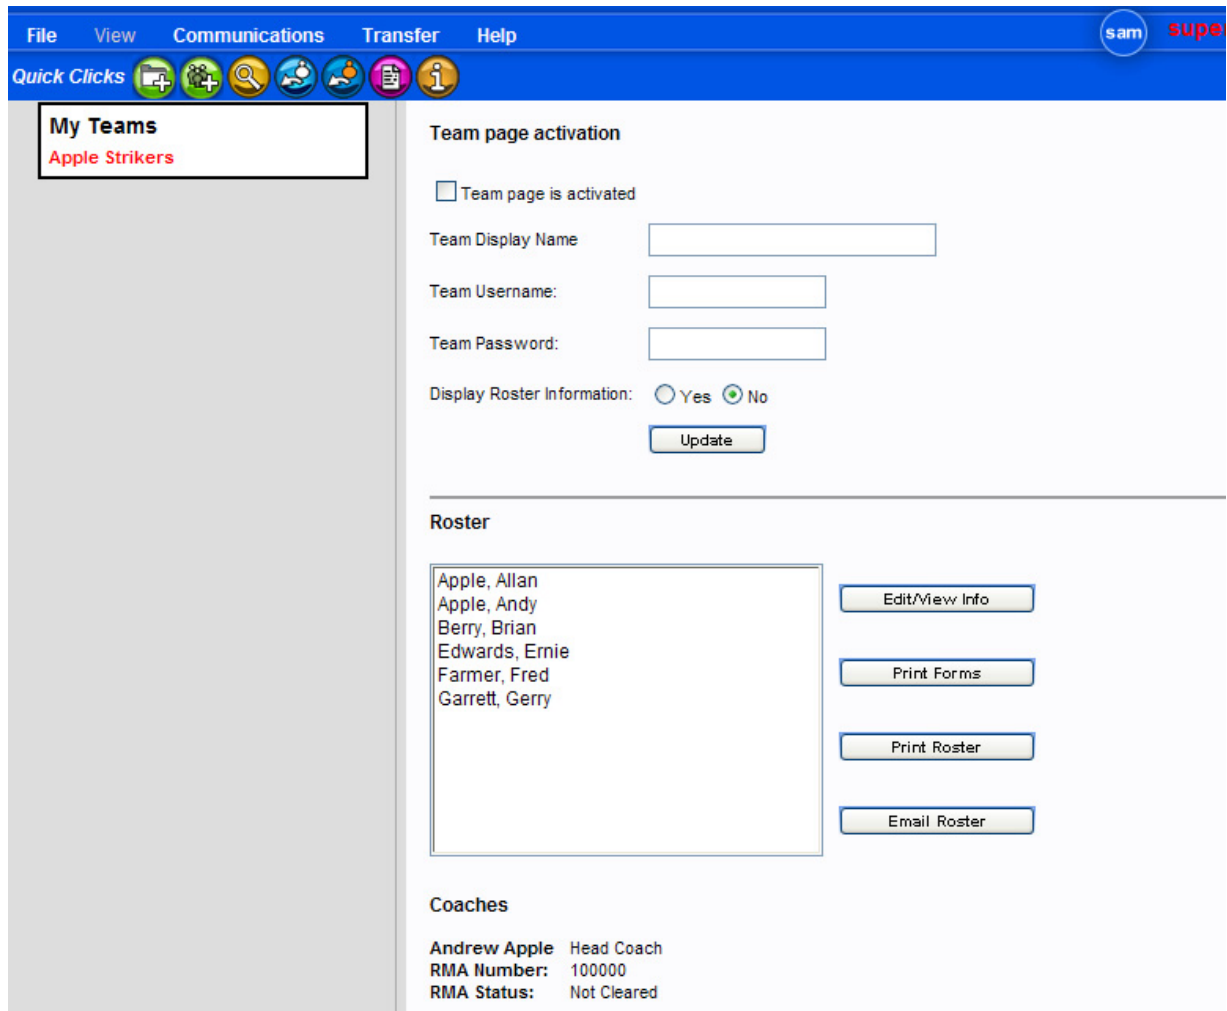 File View Communications Transfer Help sam
Quick Clicks
My Teams
Apple Strikers
Team page activation
Team page is activated
Team Display Name
Team Username:
Team Password:
Display Roster Information: Yes No
Update
Roster
Apple, Allan
Apple, Andy
Berry, Brian
Edwards, Ernie
Farmer, Fred
Garrett, Gerry
Edit/View Info
Print Forms
Print Roster
Email Roster
Coaches
Andrew Apple Head Coach
RMA Number: 100000
RMA Status: Not Cleared